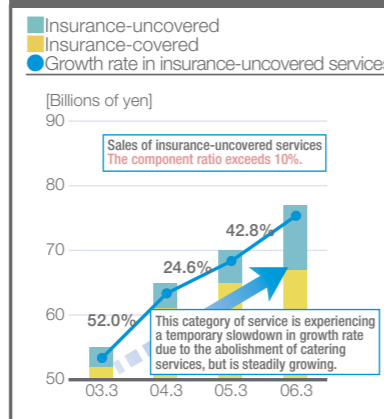 Insurance-uncovered
Insurance-covered
Growth rate in insurance-uncovered services
[Billions of yen]
90
Sales of insurance-uncovered services
The component ratio exceeds 10%.
80
42.8%
70
24.6%
60
52.0%
This category of service is experiencing
a temporary slowdown in growth rate
due to the abolishment of catering
services, but is steadily growing.
50
03.3 04.3 05.3 06.3